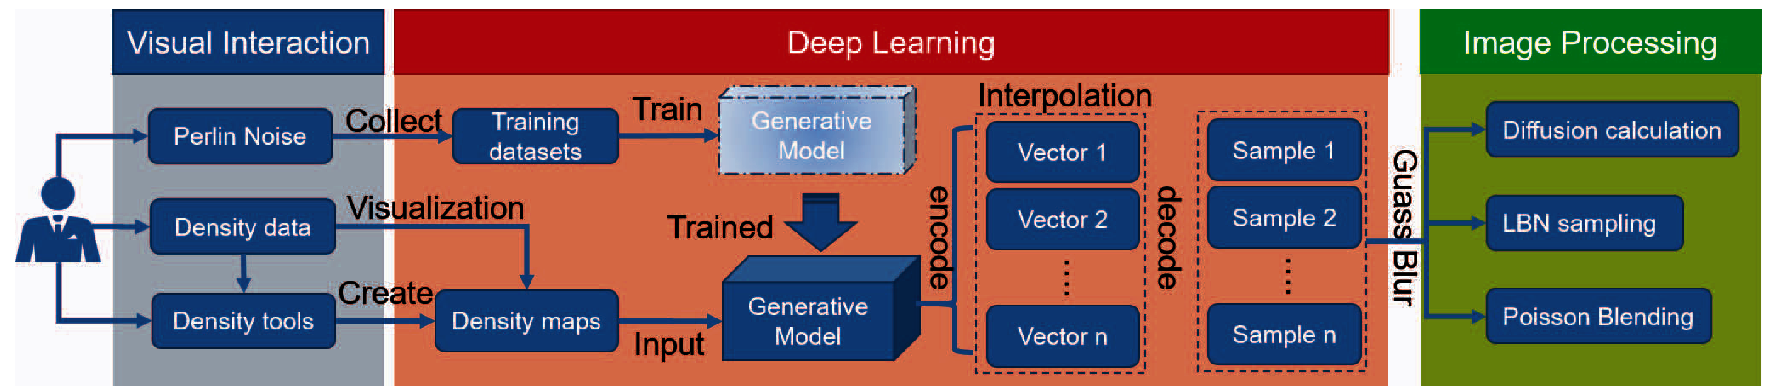 Visual Interaction
Deep Learning
Image Processing
Perlin Noise
Collect
Training
datasets
Train
Generative
Model
Interpolation
Vector 1
Sample 1
Diffusion calculation
Density data
Visualization
Trained
encode
Vector 2
decode
Sample 2
Guass Blur
LBN sampling
Density tools
Create
Density maps
Input
Generative
Model
Vector n
Sample n
Poisson Blending